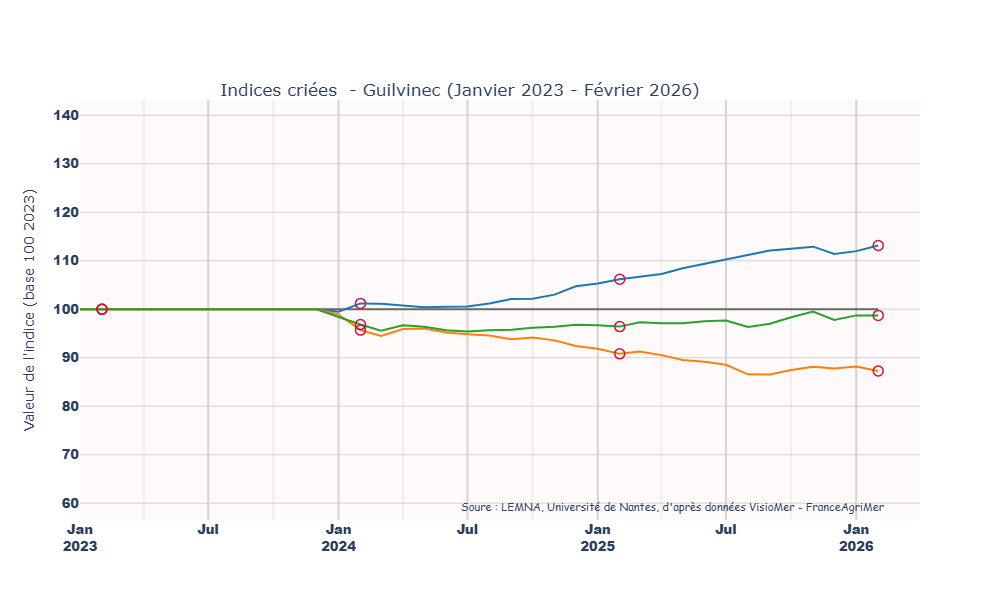 Indices criées - Guilvinec (Janvier 2023 - Février 2026)
Valeur de l'Indice (base 100 2023)
140
130
120
110
100
90
80
70
60
Soure : LEMNA, Université de Nantes, d'après données VisioMer - FranceAgriMer
Jan Jul Jan Jul Jan Jul Jan
2023 2024 2025 2026